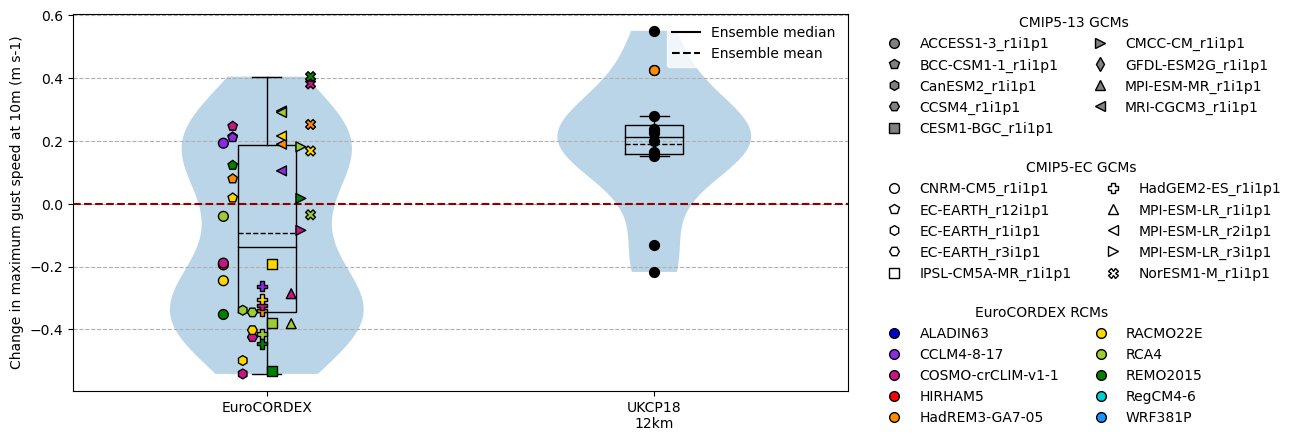 Change in maximum gust speed at 10m (m s-1)
0.6
0.4
0.2
0.0
−0.2
−0.4
EuroCORDEX
UKCP18
12km
Ensemble median
Ensemble mean
CMIP5-13 GCMs
ACCESS1-3_r1i1p1
BCC-CSM1-1_r1i1p1
CanESM2_r1i1p1
CCSM4_r1i1p1
CESM1-BGC_r1i1p1
CMCC-CM_r1i1p1
GFDL-ESM2G_r1i1p1
MPI-ESM-MR_r1i1p1
MRI-CGCM3_r1i1p1
CMIP5-EC GCMs
CNRM-CM5_r1i1p1
EC-EARTH_r12i1p1
EC-EARTH_r1i1p1
EC-EARTH_r3i1p1
IPSL-CM5A-MR_r1i1p1
HadGEM2-ES_r1i1p1
MPI-ESM-LR_r1i1p1
MPI-ESM-LR_r2i1p1
MPI-ESM-LR_r3i1p1
NorESM1-M_r1i1p1
EuroCORDEX RCMs
ALADIN63
CCLM4-8-17
COSMO-crCLIM-v1-1
HIRHAM5
HadREM3-GA7-05
RACMO22E
RCA4
REMO2015
RegCM4-6
WRF381P